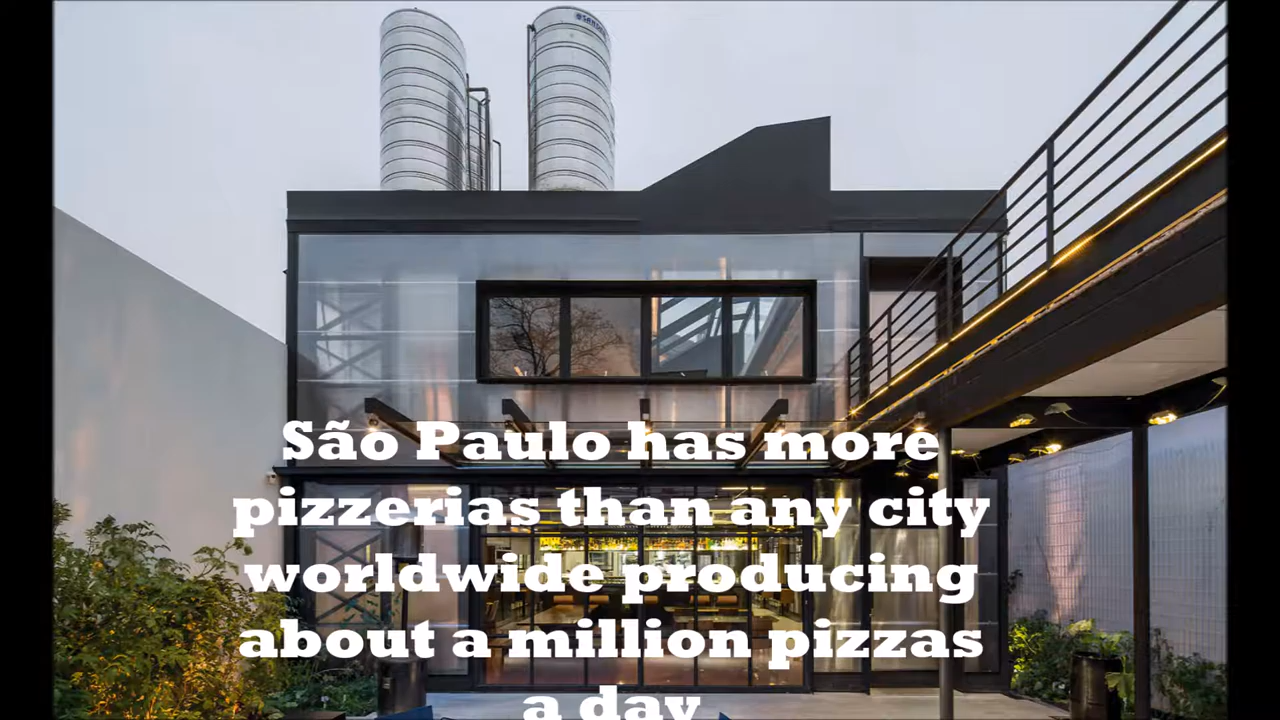 São Paulo has more
pizzerias than any city
worldwide producing
about a million pizzas
a day